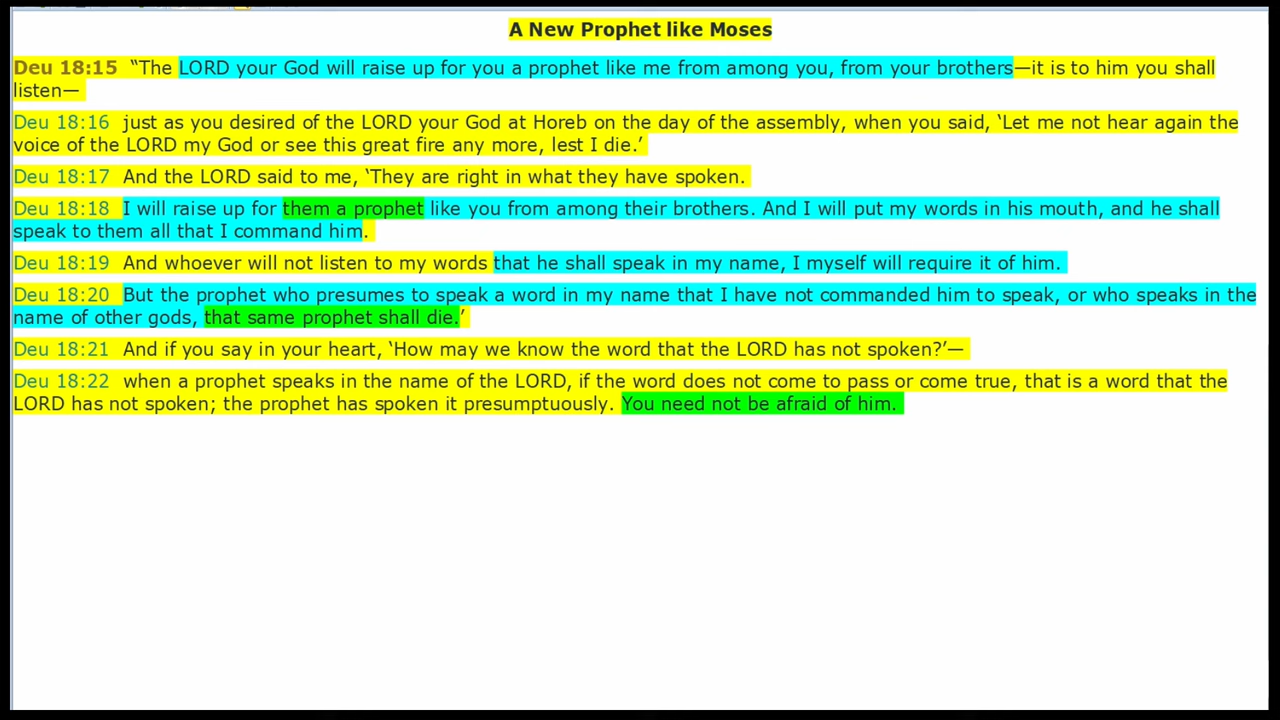 A New Prophet like Moses
Deu 18:15 “The LORD your God will raise up for you a prophet like me from among you, from your brothers—it is to him you shall
listen—
Deu 18:16 just as you desired of the LORD your God at Horeb on the day of the assembly, when you said, ‘Let me not hear again the
voice of the LORD my God or see this great fire any more, lest I die.’
Deu 18:17 And the LORD said to me, ‘They are right in what they have spoken.
Deu 18:18 I will raise up for them a prophet like you from among their brothers. And I will put my words in his mouth, and he shall
speak to them all that I command him.
Deu 18:19 And whoever will not listen to my words that he shall speak in my name, I myself will require it of him.
Deu 18:20 But the prophet who presumes to speak a word in my name that I have not commanded him to speak, or who speaks in the
name of other gods, that same prophet shall die.’
Deu 18:21 And if you say in your heart, ‘How may we know the word that the LORD has not spoken?’—
Deu 18:22 when a prophet speaks in the name of the LORD, if the word does not come to pass or come true, that is a word that the
LORD has not spoken; the prophet has spoken it presumptuously. You need not be afraid of him.